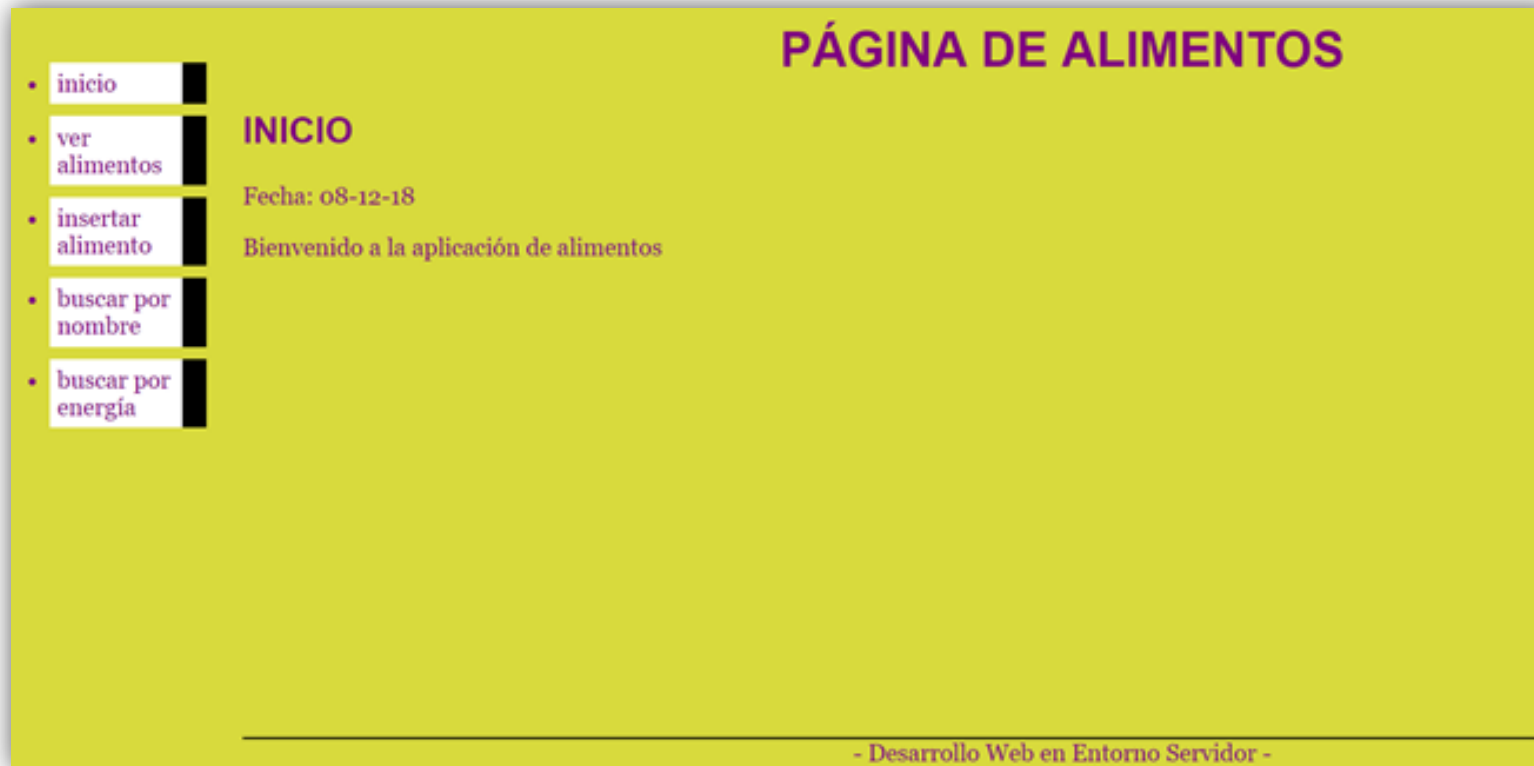 PÁGINA DE ALIMENTOS
inicio
ver
alimentos
insertar
alimento
buscar por
nombre
buscar por
energía
INICIO
Fecha: 08-12-18
Bienvenido a la aplicación de alimentos
- Desarrollo Web en Entorno Servidor -